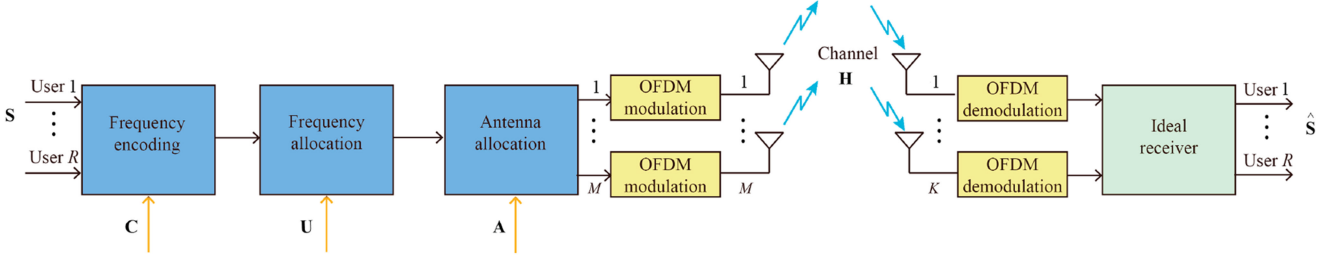 S
User 1
User R
Frequency
encoding
C
Frequency
allocation
U
Antenna
allocation
A
1
M
OFDM
modulation
OFDM
modulation
1
M
Channel
H
1
K
OFDM
demodulation
OFDM
demodulation
Ideal
receiver
User 1
User R
Ŝ